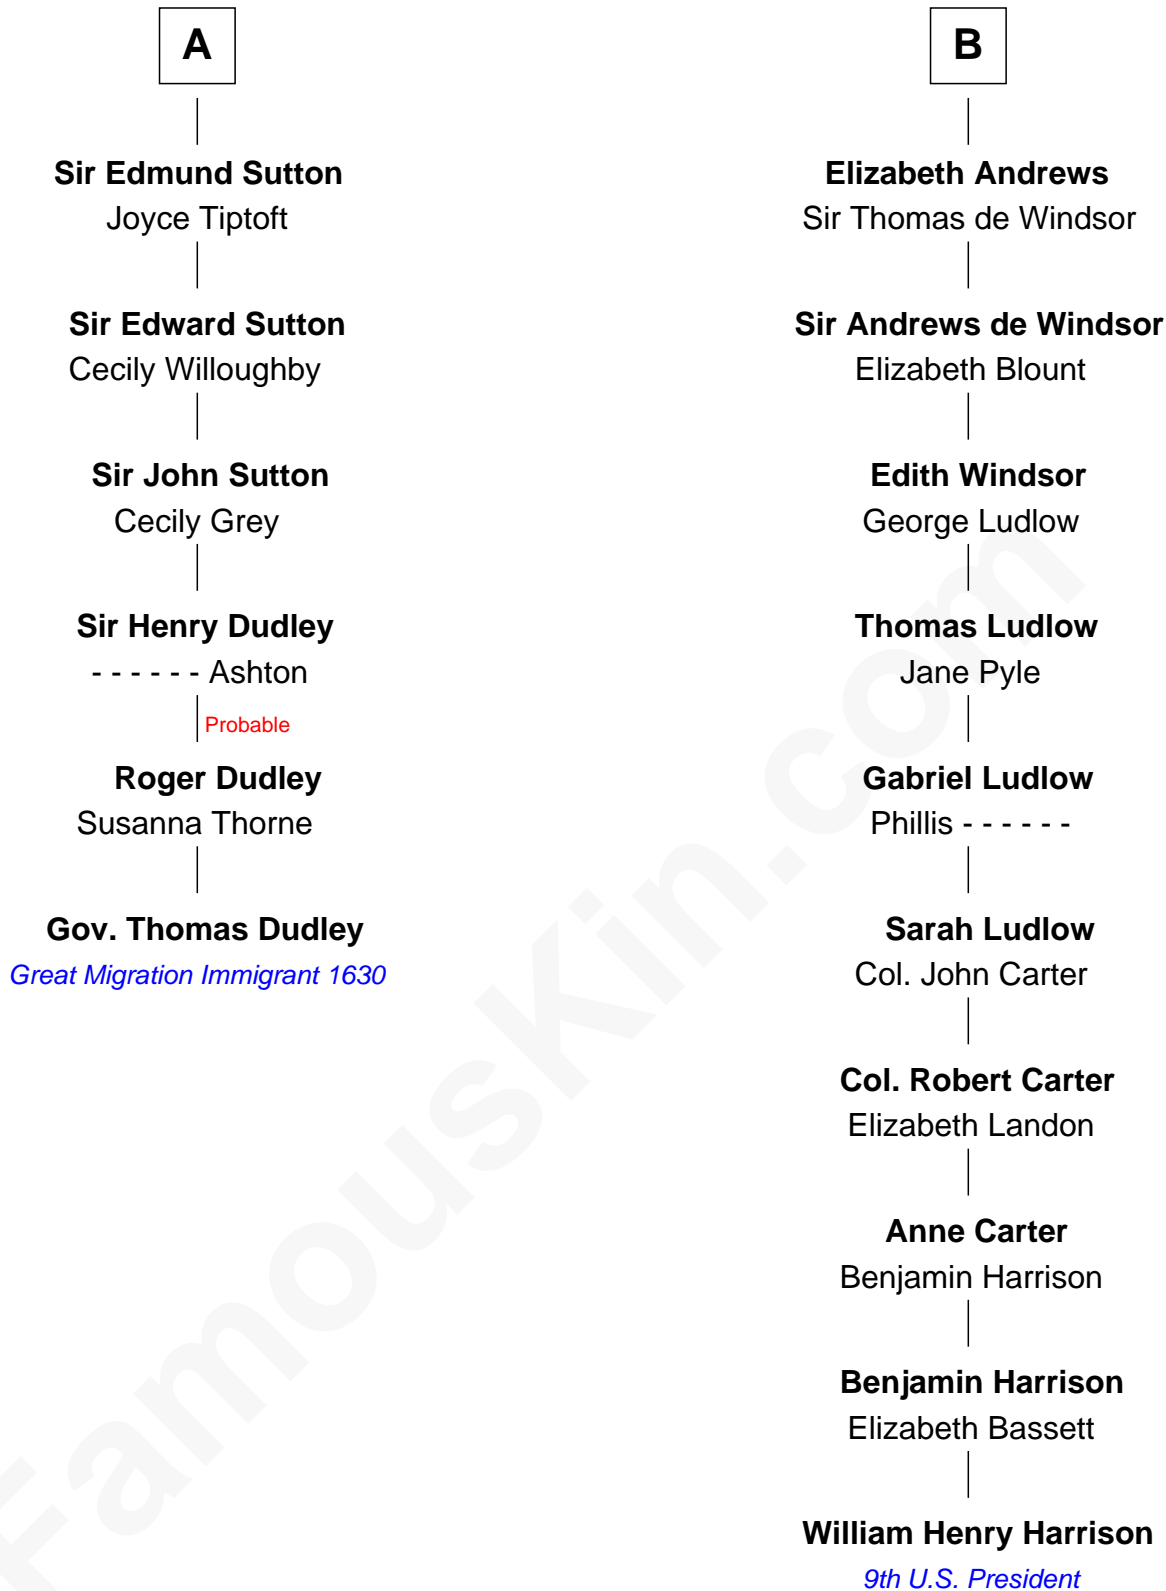 A
Sir Edmund Sutton
Joyce Tiptoft
Sir Edward Sutton
Cecily Willoughby
Sir John Sutton
Cecily Grey
Sir Henry Dudley
- - - - - - Ashton
Probable
Roger Dudley
Susanna Thorne
Gov. Thomas Dudley
Great Migration Immigrant 1630
B
Elizabeth Andrews
Sir Thomas de Windsor
Sir Andrews de Windsor
Elizabeth Blount
Edith Windsor
George Ludlow
Thomas Ludlow
Jane Pyle
Gabriel Ludlow
Phillis - - - - - -
Sarah Ludlow
Col. John Carter
Col. Robert Carter
Elizabeth Landon
Anne Carter
Benjamin Harrison
Benjamin Harrison
Elizabeth Bassett
William Henry Harrison
9th U.S. President
FamousKin.com